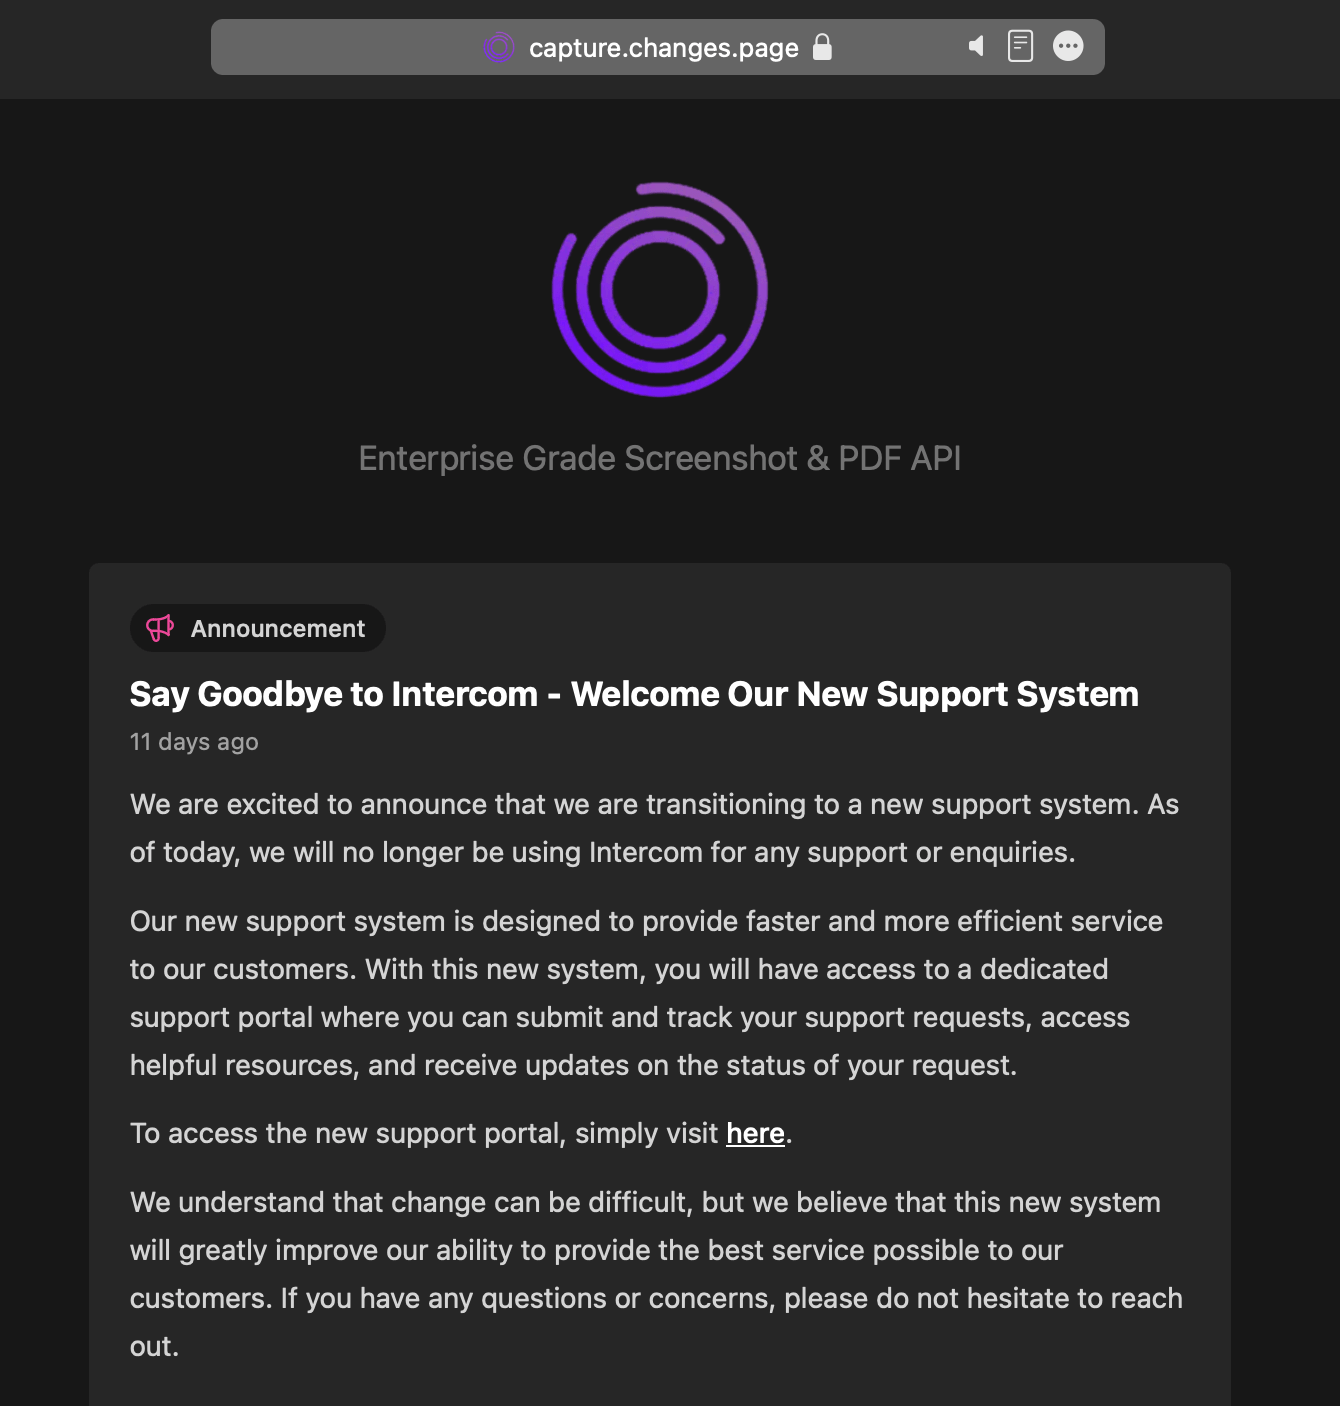 capture.changes.page
Enterprise Grade Screenshot & PDF API
Announcement
Say Goodbye to Intercom - Welcome Our New Support System
11 days ago
We are excited to announce that we are transitioning to a new support system. As
of today, we will no longer be using Intercom for any support or enquiries.
Our new support system is designed to provide faster and more efficient service
to our customers. With this new system, you will have access to a dedicated
support portal where you can submit and track your support requests, access
helpful resources, and receive updates on the status of your request.
To access the new support portal, simply visit here.
We understand that change can be difficult, but we believe that this new system
will greatly improve our ability to provide the best service possible to our
customers. If you have any questions or concerns, please do not hesitate to reach
out.